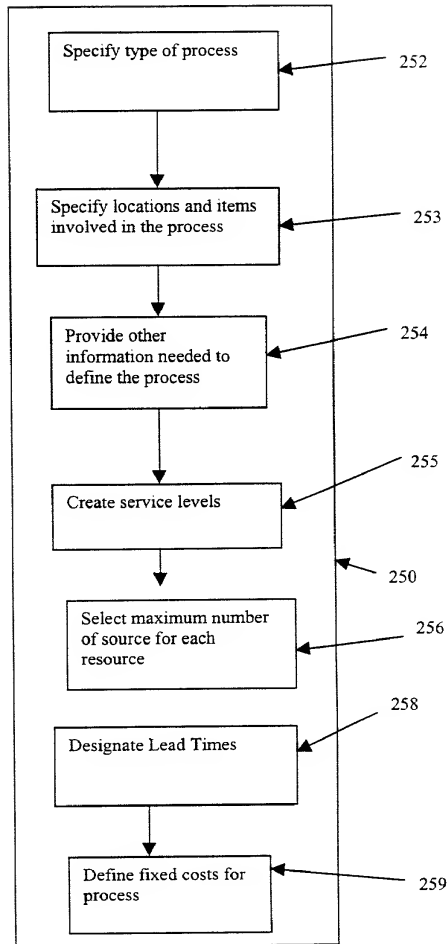 Specify type of process
252
Specify locations and items
involved in the process
253
Provide other
information needed to
define the process
254
Create service levels
255
250
Select maximum number
of source for each
resource
256
Designate Lead Times
258
Define fixed costs for
process
259